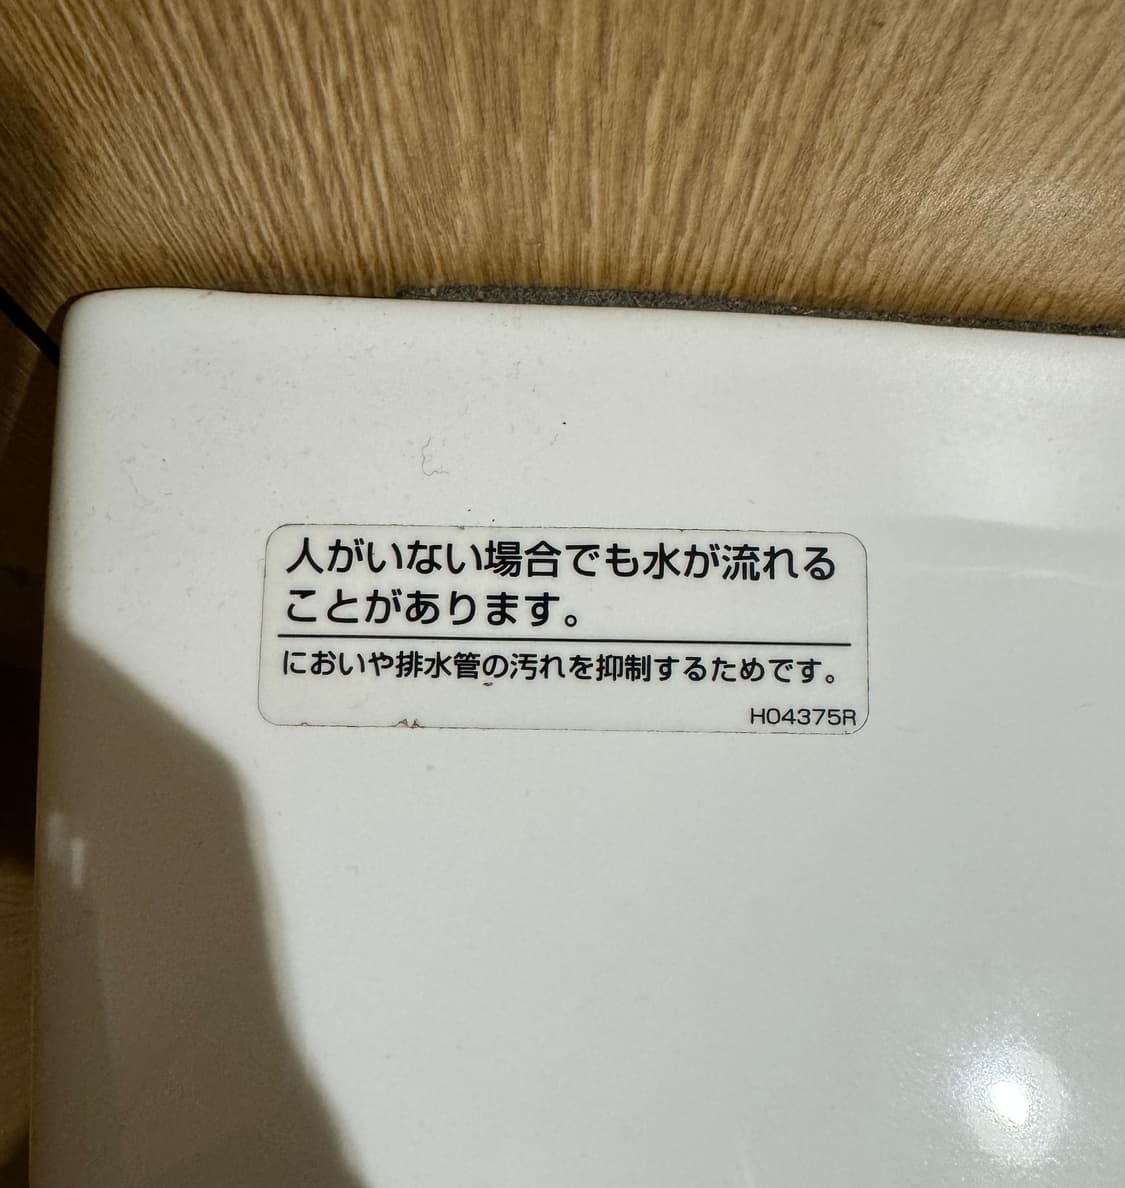 人がいない場合でも水が流れる
ことがあります。
においや排水管の汚れを抑制するためです。
H04375R